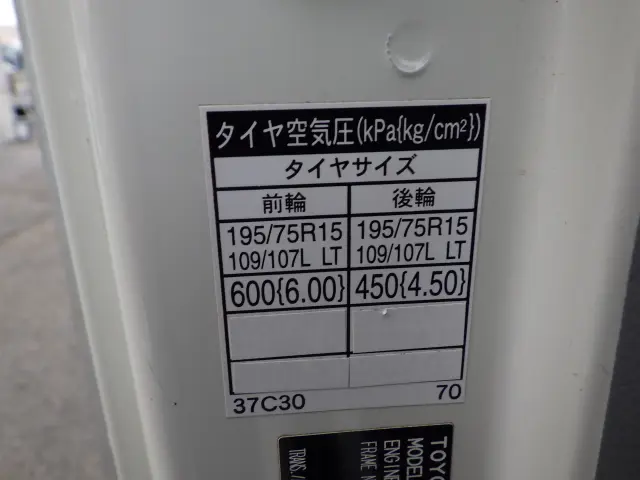 タイヤ空気圧(kPa{kg/cm²})
タイヤサイズ
前輪 後輪
195/75R15 195/75R15
109/107L LT 109/107L LT
600{6.00} 450{4.50}
37C30 70
MODEL